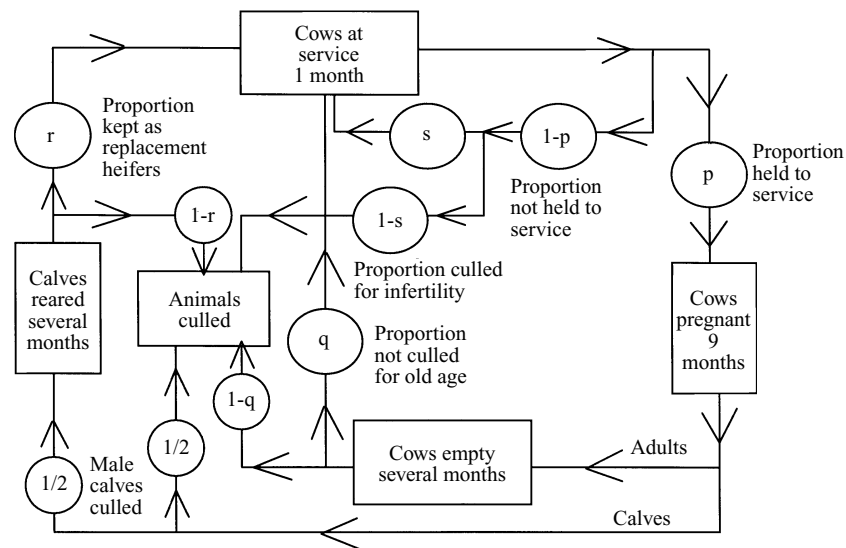 Cows at
service
1 month
r
Proportion
kept as
replacement
heifers
s
1-p
Proportion
not held to
service
p
Proportion
held to
service
1-r
1-s
Proportion culled
for infertility
Calves
reared
several
months
Animals
culled
q
Proportion
not culled
for old age
Cows
pregnant
9
months
1-q
1/2
Cows empty
several months
Adults
1/2
Male
calves
culled
Calves